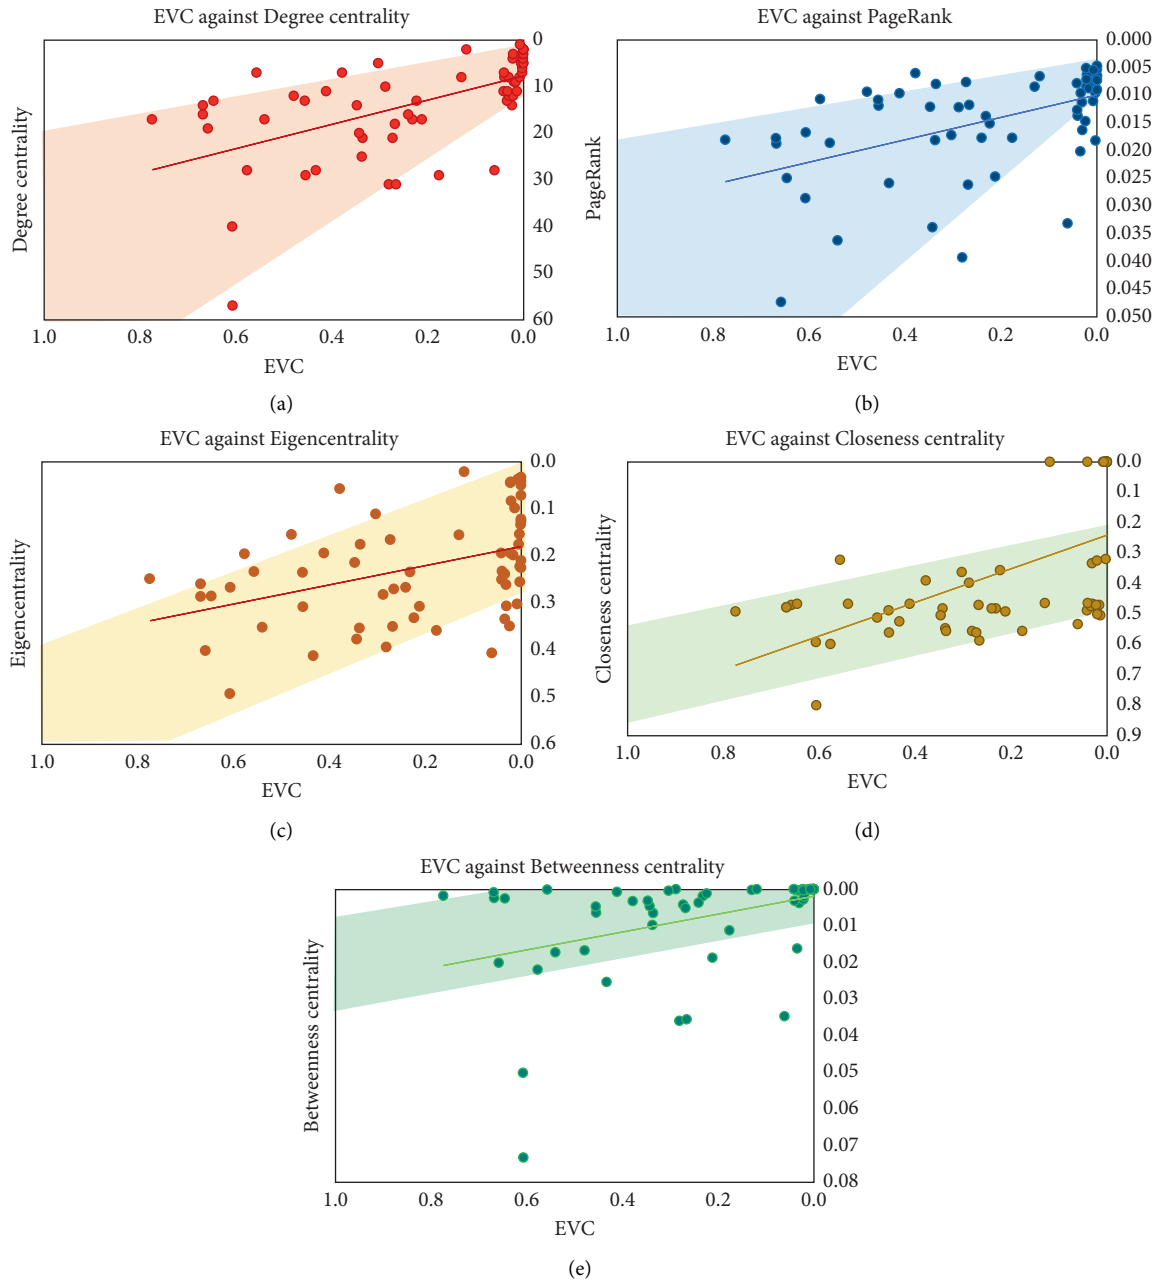 EVC against Degree centrality
0
10
20
30
40
50
60
Degree centrality
1.0 0.8 0.6 0.4 0.2 0.0
EVC
(a)
EVC against PageRank
0.000
0.005
0.010
0.015
0.020
0.025
0.030
0.035
0.040
0.045
0.050
PageRank
1.0 0.8 0.6 0.4 0.2 0.0
EVC
(b)
EVC against Eigencentrality
0.0
0.1
0.2
0.3
0.4
0.5
0.6
Eigencentrality
1.0 0.8 0.6 0.4 0.2 0.0
EVC
(c)
EVC against Closeness centrality
0.0
0.1
0.2
0.3
0.4
0.5
0.6
0.7
0.8
0.9
Closeness centrality
1.0 0.8 0.6 0.4 0.2 0.0
EVC
(d)
EVC against Betweenness centrality
0.00
0.01
0.02
0.03
0.04
0.05
0.06
0.07
0.08
Betweenness centrality
1.0 0.8 0.6 0.4 0.2 0.0
EVC
(e)